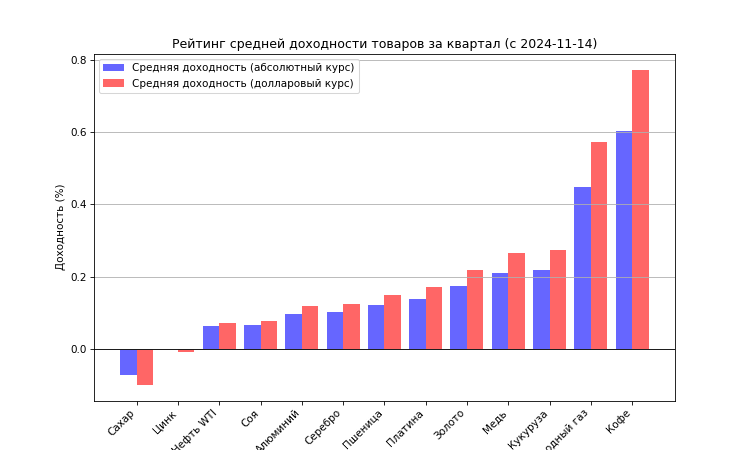 Рейтинг средней доходности товаров за квартал (с 2024-11-14)
Средняя доходность (абсолютный курс)
Средняя доходность (долларовый курс)
Доходность (%)
0.8
0.6
0.4
0.2
0.0
Сахар
Цинк
Нефть WTI
Соя
Алюминий
Серебро
Пшеница
Платина
Золото
Медь
Кукуруза
газ
Кофе